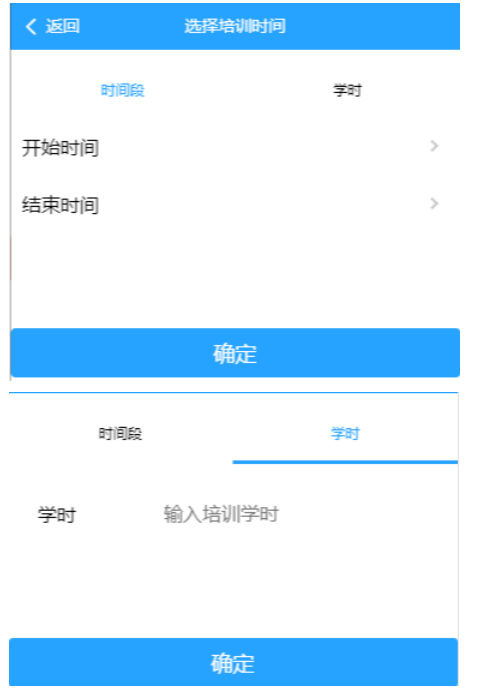 返回 选择培训时间
时间段 学时
开始时间
结束时间
确定
时间段 学时
学时 输入培训学时
确定